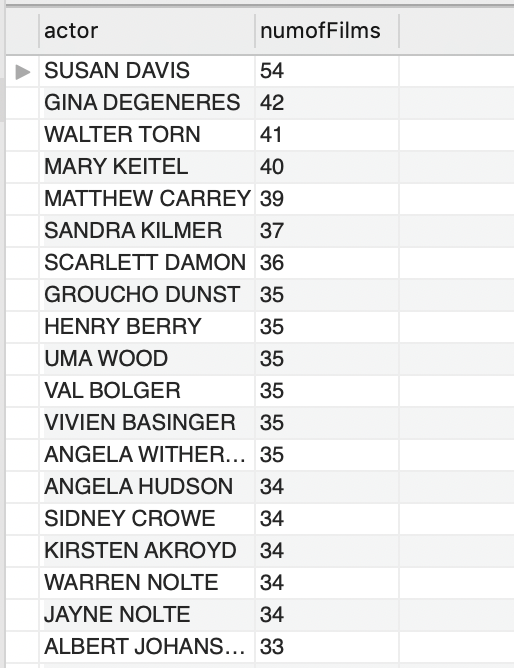 actor numofFilms
SUSAN DAVIS 54
GINA DEGENERES 42
WALTER TORN 41
MARY KEITEL 40
MATTHEW CARREY 39
SANDRA KILMER 37
SCARLETT DAMON 36
GROUCHO DUNST 35
HENRY BERRY 35
UMA WOOD 35
VAL BOLGER 35
VIVIEN BASINGER 35
ANGELA WITHER... 35
ANGELA HUDSON 34
SIDNEY CROWE 34
KIRSTEN AKROYD 34
WARREN NOLTE 34
JAYNE NOLTE 34
ALBERT JOHANS... 33